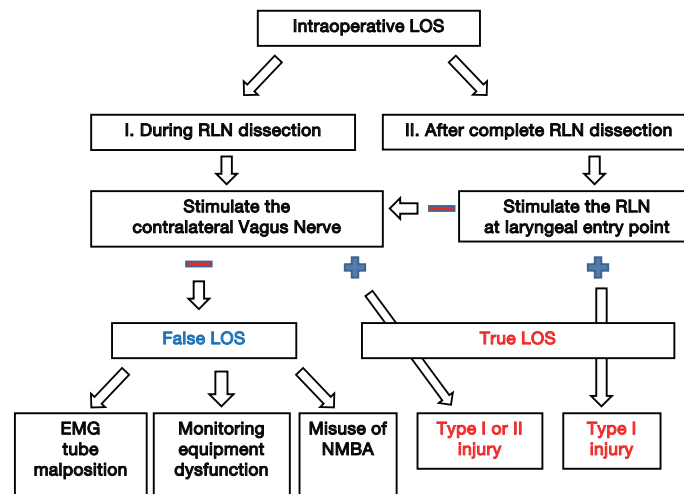 Intraoperative LOS
I. During RLN dissection
II. After complete RLN dissection
Stimulate the
contralateral Vagus Nerve
Stimulate the RLN
at laryngeal entry point
False LOS
True LOS
EMG
tube
malposition
Monitoring
equipment
dysfunction
Misuse of
NMBA
Type I or II
injury
Type I
injury